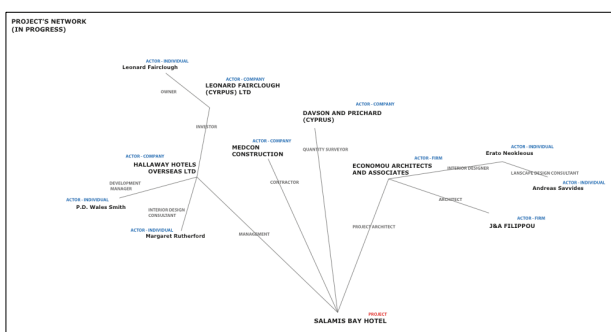 PROJECT'S NETWORK
(IN PROGRESS)
ACTOR - INDIVIDUAL
Leonard Fairclough
OWNER
ACTOR - COMPANY
LEONARD FAIRCLOUGH
(CYRPUS) LTD
INVESTOR
ACTOR - COMPANY
DAVSON AND PRICHARD
(CYPRUS)
QUANTITY SURVEYOR
ACTOR - COMPANY
MEDCON
CONSTRUCTION
CONTRACTOR
ACTOR - COMPANY
HALLAWAY HOTELS
OVERSEAS LTD
DEVELOPMENT
MANAGER
ACTOR - INDIVIDUAL
P.D. Wales Smith
INTERIOR DESIGN
CONSULTENT
ACTOR - INDIVIDUAL
Margaret Rutherford
MANAGEMENT
ACTOR - FIRM
ECONOMOU ARCHITECTS
AND ASSOCIATES
INTERIOR DESIGNER
ACTOR - INDIVIDUAL
Erato Neokleous
LANSCAPE DESIGN CONSULTANT
ACTOR - INDIVIDUAL
Andreas Savvides
ARCHITECT
ACTOR - FIRM
J&A FILIPPOU
PROJECT ARCHITECT
PROJECT
SALAMIS BAY HOTEL